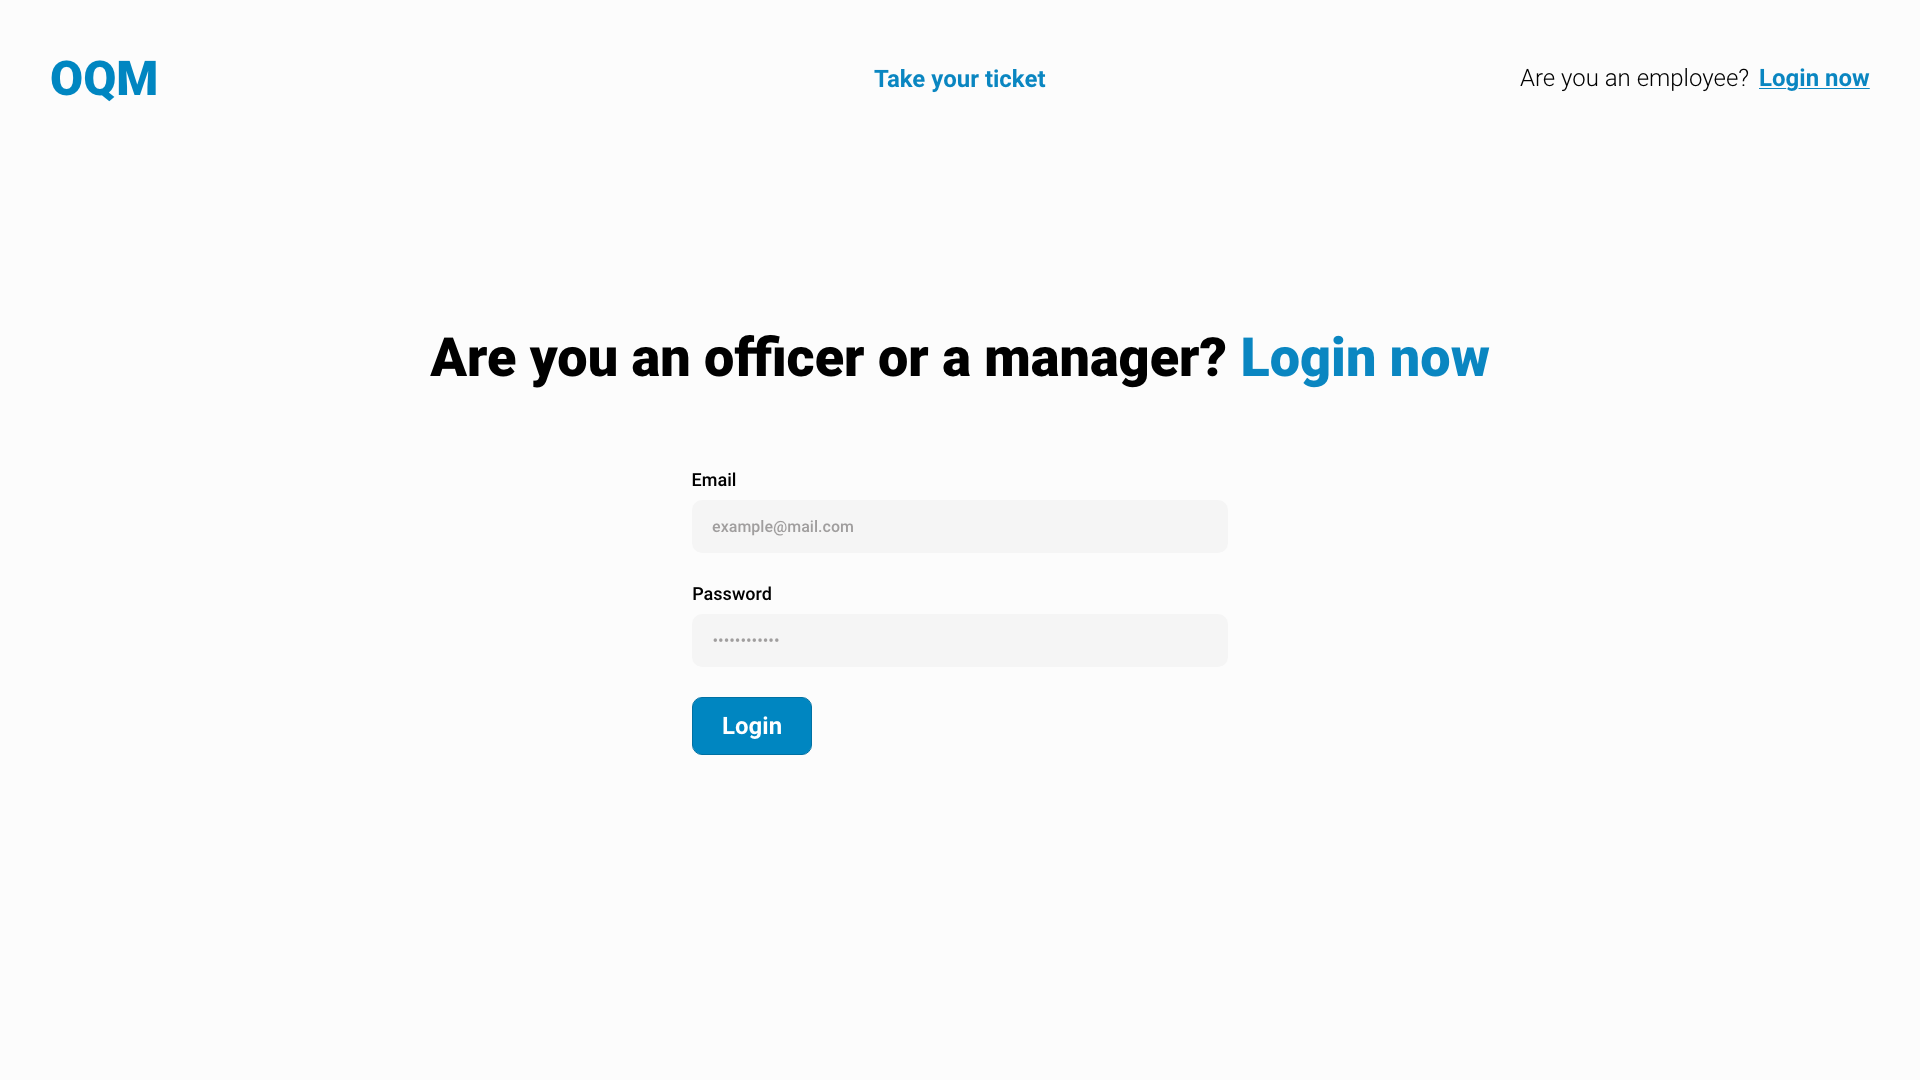 OQM
Take your ticket
Are you an employee? Login now
Are you an officer or a manager? Login now
Email
example@mail.com
Password
••••••••••••
Login